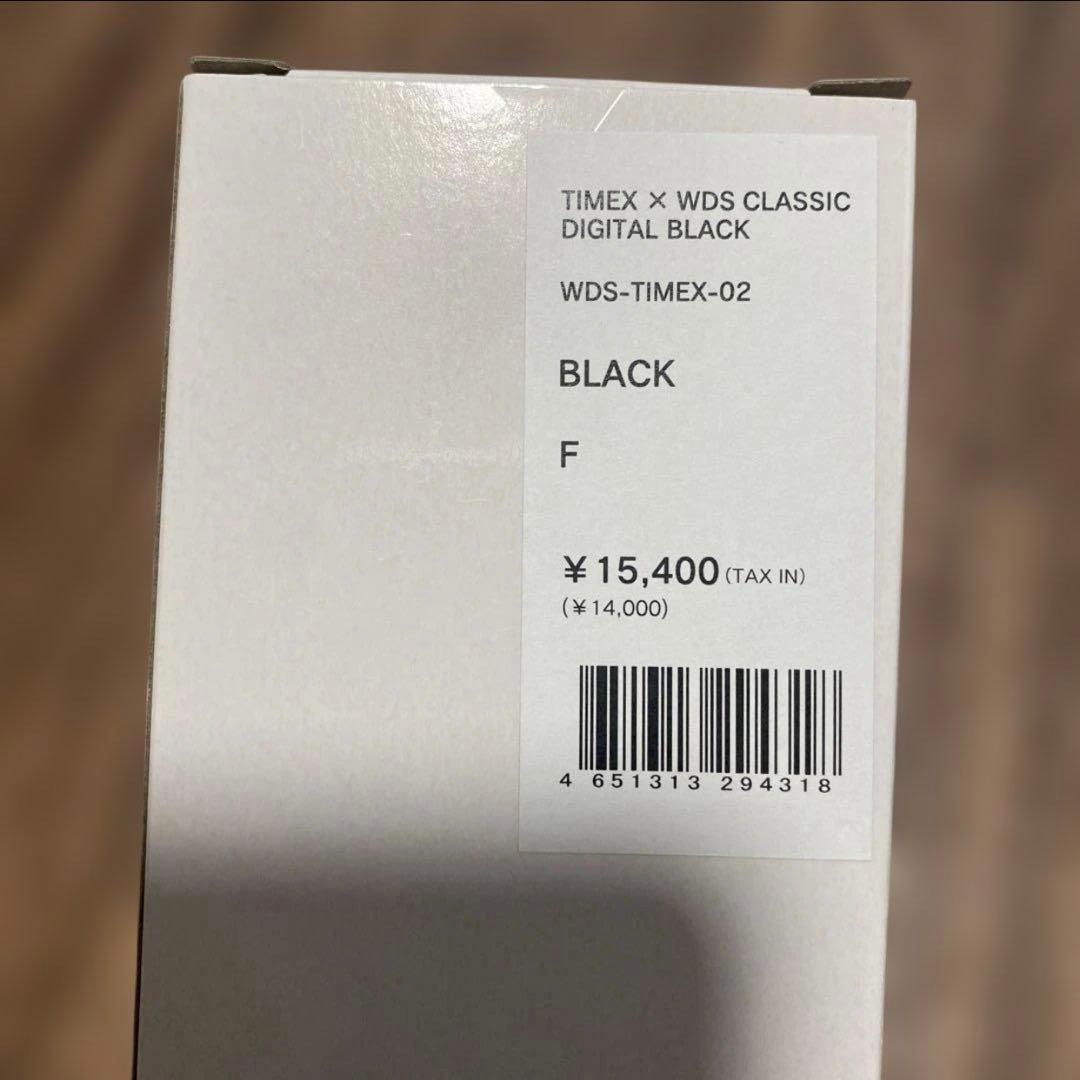 TIMEX × WDS CLASSIC
DIGITAL BLACK
WDS-TIMEX-02
BLACK
F
¥15,400(TAX IN)
(¥14,000)
4 651313 294318